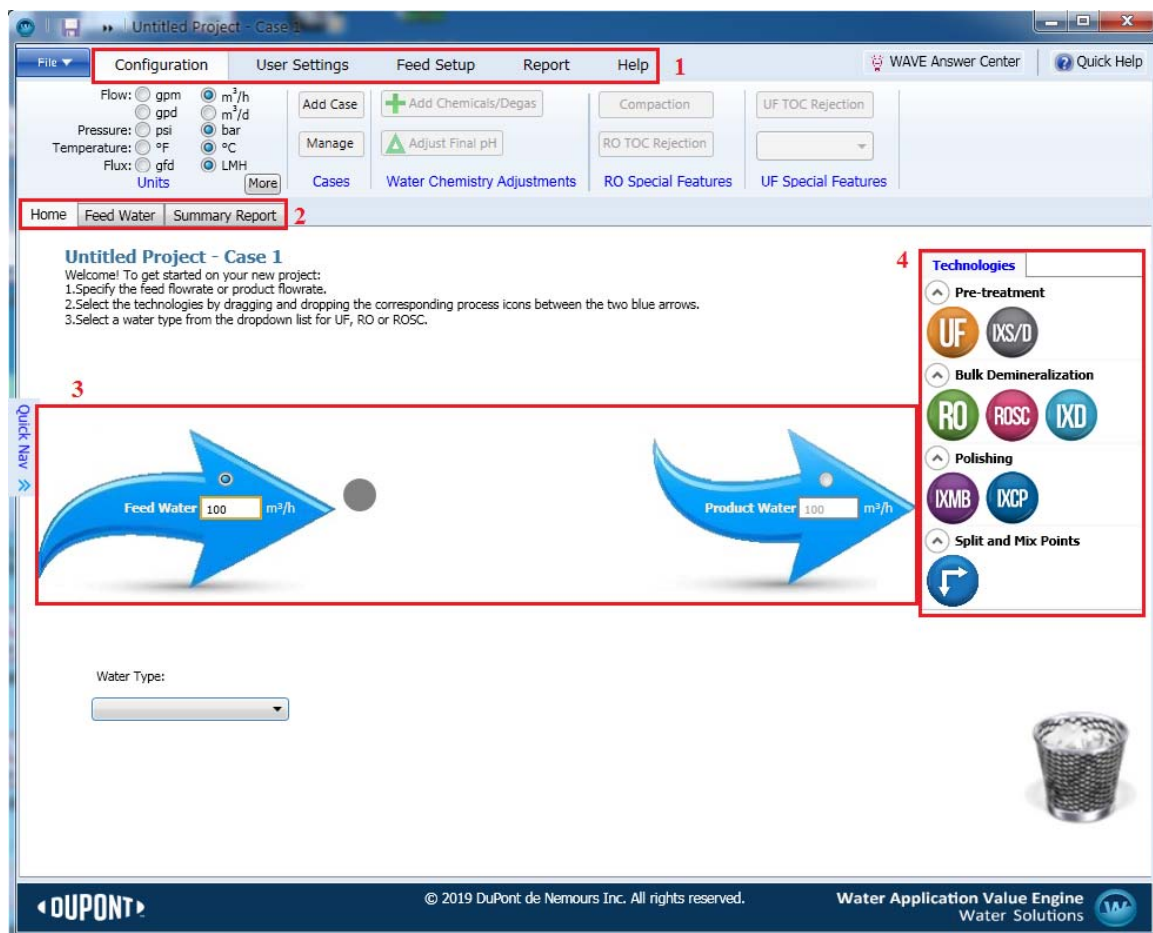 Untitled Project - Case 1
File
Configuration User Settings Feed Setup Report Help 1
WAVE Answer Center Quick Help
Flow: gpm m³/h
gpd m³/d
Pressure: psi bar
Temperature: °F °C
Flux: gfd LMH
Units More
Add Case
Manage
Cases
Add Chemicals/Degas
Adjust Final pH
Water Chemistry Adjustments
Compaction
RO TOC Rejection
RO Special Features
UF TOC Rejection
UF Special Features
Home Feed Water Summary Report 2
Untitled Project - Case 1
Welcome! To get started on your new project:
1.Specify the feed flowrate or product flowrate.
2.Select the technologies by dragging and dropping the corresponding process icons between the two blue arrows.
3.Select a water type from the dropdown list for UF, RO or ROSC.
4
Technologies
Pre-treatment
UF IXS/D
Bulk Demineralization
RO ROSC IXD
Polishing
IXMB IXCP
Split and Mix Points
3
Quick Nav
Feed Water 100 m³/h
Product Water 100 m³/h
Water Type:
DUPONT
© 2019 DuPont de Nemours Inc. All rights reserved.
Water Application Value Engine
Water Solutions
W